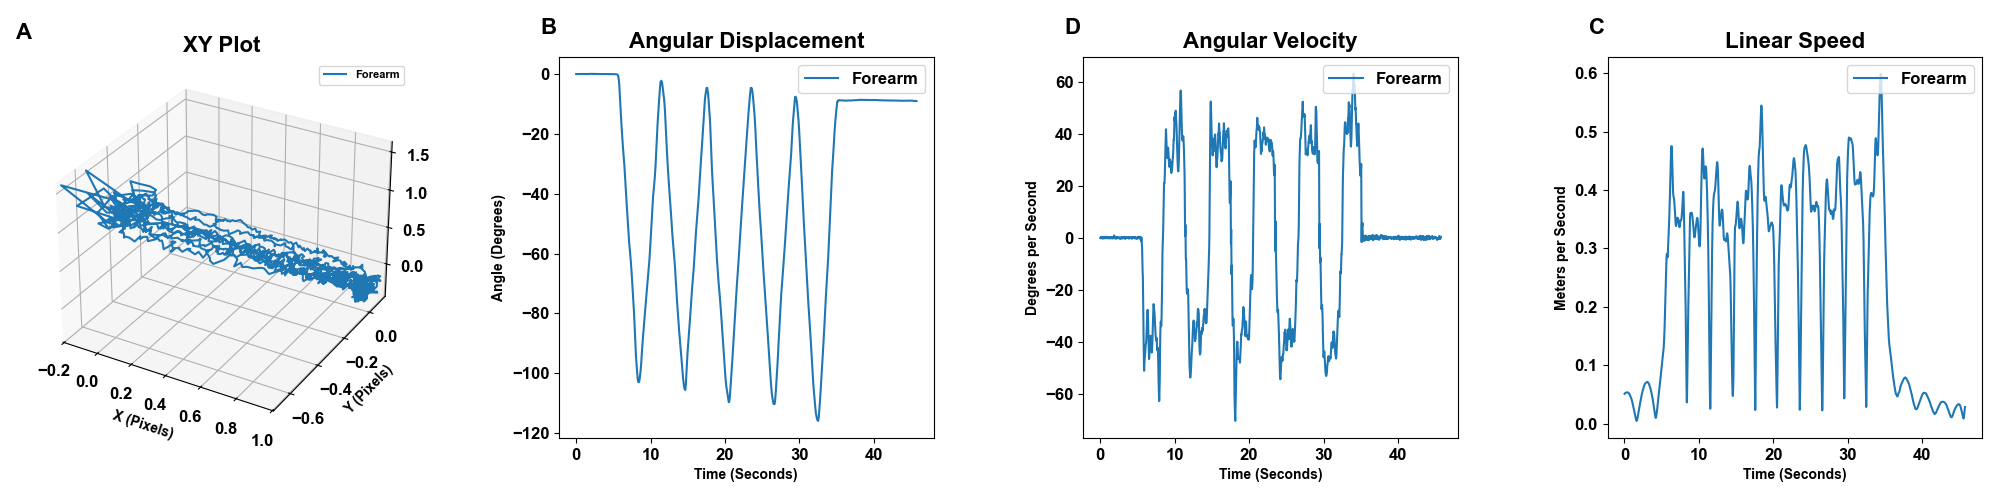 A
XY Plot
Forearm
1.5
1.0
0.5
0.0
0.0
−0.2
−0.4
−0.6
Y (Pixels)
−0.2
0.0
0.2
0.4
0.6
0.8
1.0
X (Pixels)
B
Angular Displacement
Forearm
0
−20
−40
−60
−80
−100
−120
Angle (Degrees)
0 10 20 30 40
Time (Seconds)
D
Angular Velocity
Forearm
60
40
20
0
−20
−40
−60
Degrees per Second
0 10 20 30 40
Time (Seconds)
C
Linear Speed
Forearm
0.6
0.5
0.4
0.3
0.2
0.1
0.0
Meters per Second
0 10 20 30 40
Time (Seconds)